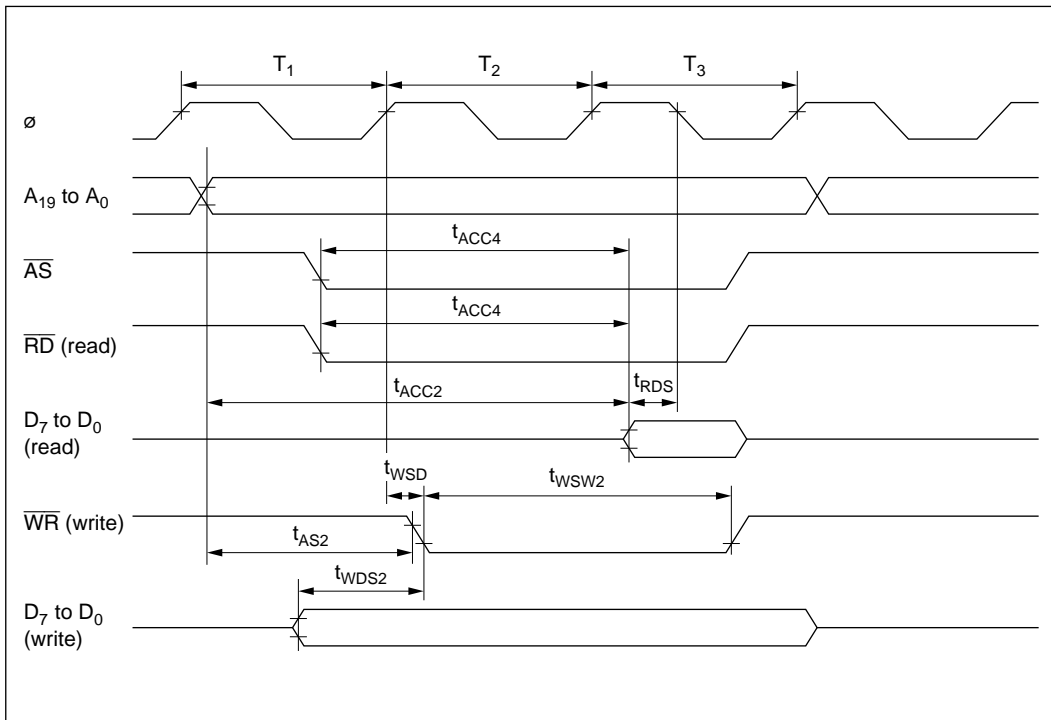 T1 T2 T3
ø
A19 to A0
tACC4
AS
tACC4
RD (read)
tACC2 tRDS
D7 to D0
(read)
tWSD tWSW2
WR (write)
tAS2
tWDS2
D7 to D0
(write)